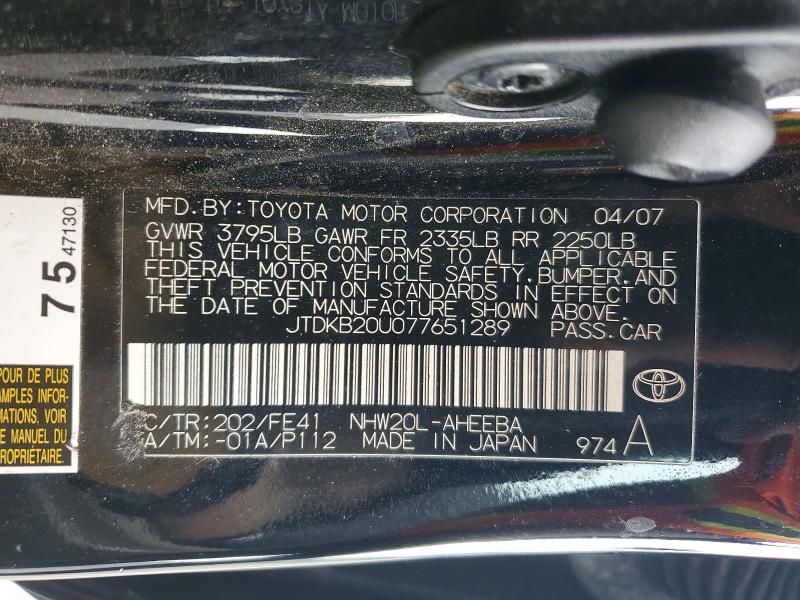 MFD. BY: TOYOTA MOTOR CORPORATION 04/07
GVWR 3795LB GAWR FR 2335LB RR 2250LB
THIS VEHICLE CONFORMS TO ALL APPLICABLE
FEDERAL MOTOR VEHICLE SAFETY, BUMPER, AND
THEFT PREVENTION STANDARDS IN EFFECT ON
THE DATE OF MANUFACTURE SHOWN ABOVE.
JTDKB20U077651289 PASS. CAR
C/TR: 202/FE41 NHW20L-AHEEBA
A/TM: -01A/P112 MADE IN JAPAN 974 A
75 47130
POUR DE PLUS
AMPLES INFOR-
MATIONS, VOIR
LE MANUEL DU
PROPRIÉTAIRE.